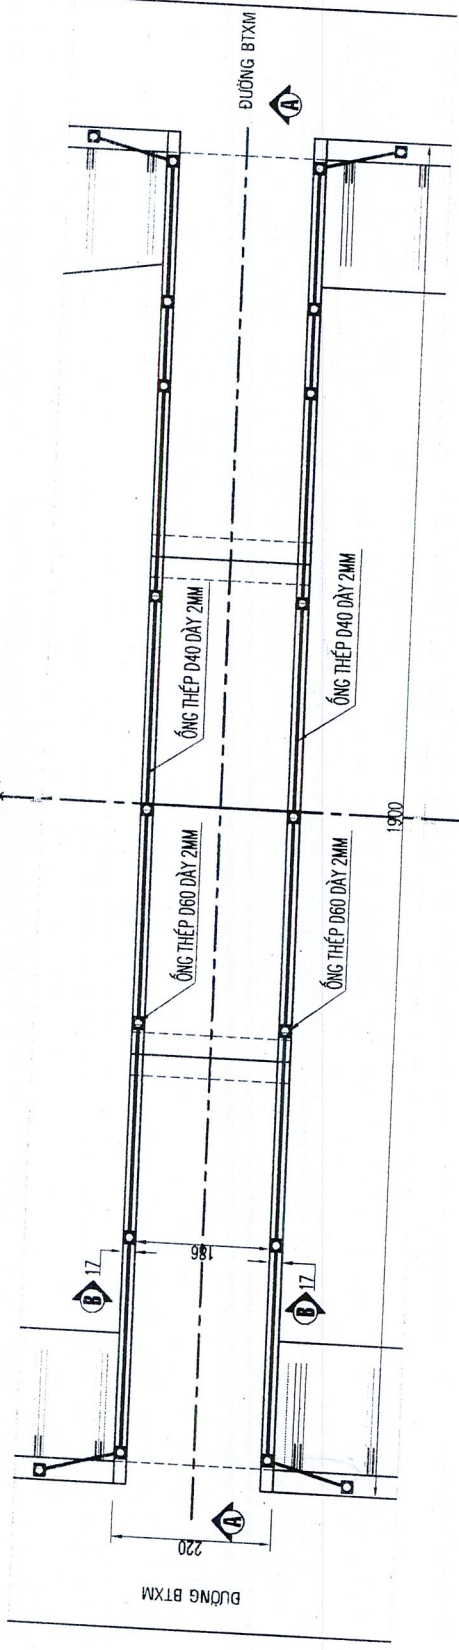 ĐƯỜNG BTXM
A
ỐNG THÉP D40 DÀY 2MM
ỐNG THÉP D40 DÀY 2MM
1900
ỐNG THÉP D60 DÀY 2MM
ỐNG THÉP D60 DÀY 2MM
186
17
B
17
B
220
A
ĐƯỜNG BTXM